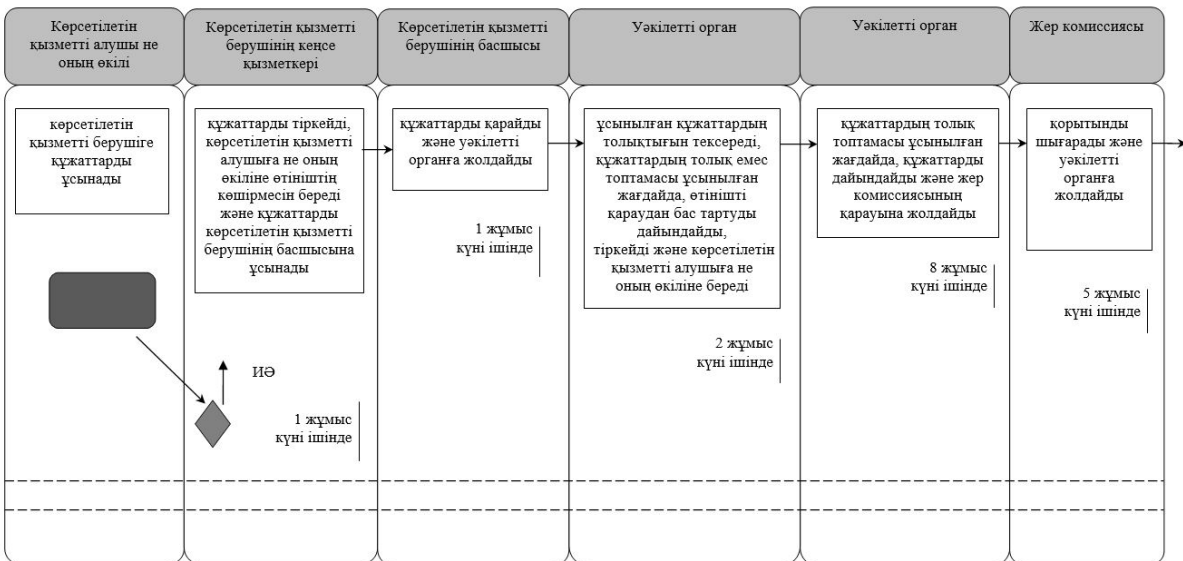 Көрсетілетін
қызметті алушы не
оның өкілі
Көрсетілетін қызметті
берушінің кеңсе
қызметкері
Көрсетілетін қызметті
берушінің басшысы
Уәкілетті орган
Уәкілетті орган
Жер комиссиясы
көрсетілетін
қызметті берушіге
құжаттарды
ұсынады
құжаттарды тіркейді,
көрсетілетін қызметті
алушыға не оның
өкіліне өтініштің
көшірмесін береді
және құжаттарды
көрсетілетін қызметті
берушінің басшысына
ұсынады
құжаттарды қарайды
және уәкілетті
органға жолдайды
ұсынылған құжаттардың
толықтығын тексереді,
құжаттардың толық емес
топтамасы ұсынылған
жағдайда, өтінішті
қараудан бас тартуды
дайындайды,
тіркейді және көрсетілетін
қызметті алушыға не
оның өкіліне береді
құжаттардың толық
топтамасы ұсынылған
жағдайда, құжаттарды
дайындайды және жер
комиссиясының
қарауына жолдайды
қорытынды
шығарады және
уәкілетті
органға
жолдайды
1 жұмыс
күні ішінде
8 жұмыс
күні ішінде
5 жұмыс
күні ішінде
2 жұмыс
күні ішінде
ИӘ
1 жұмыс
күні ішінде